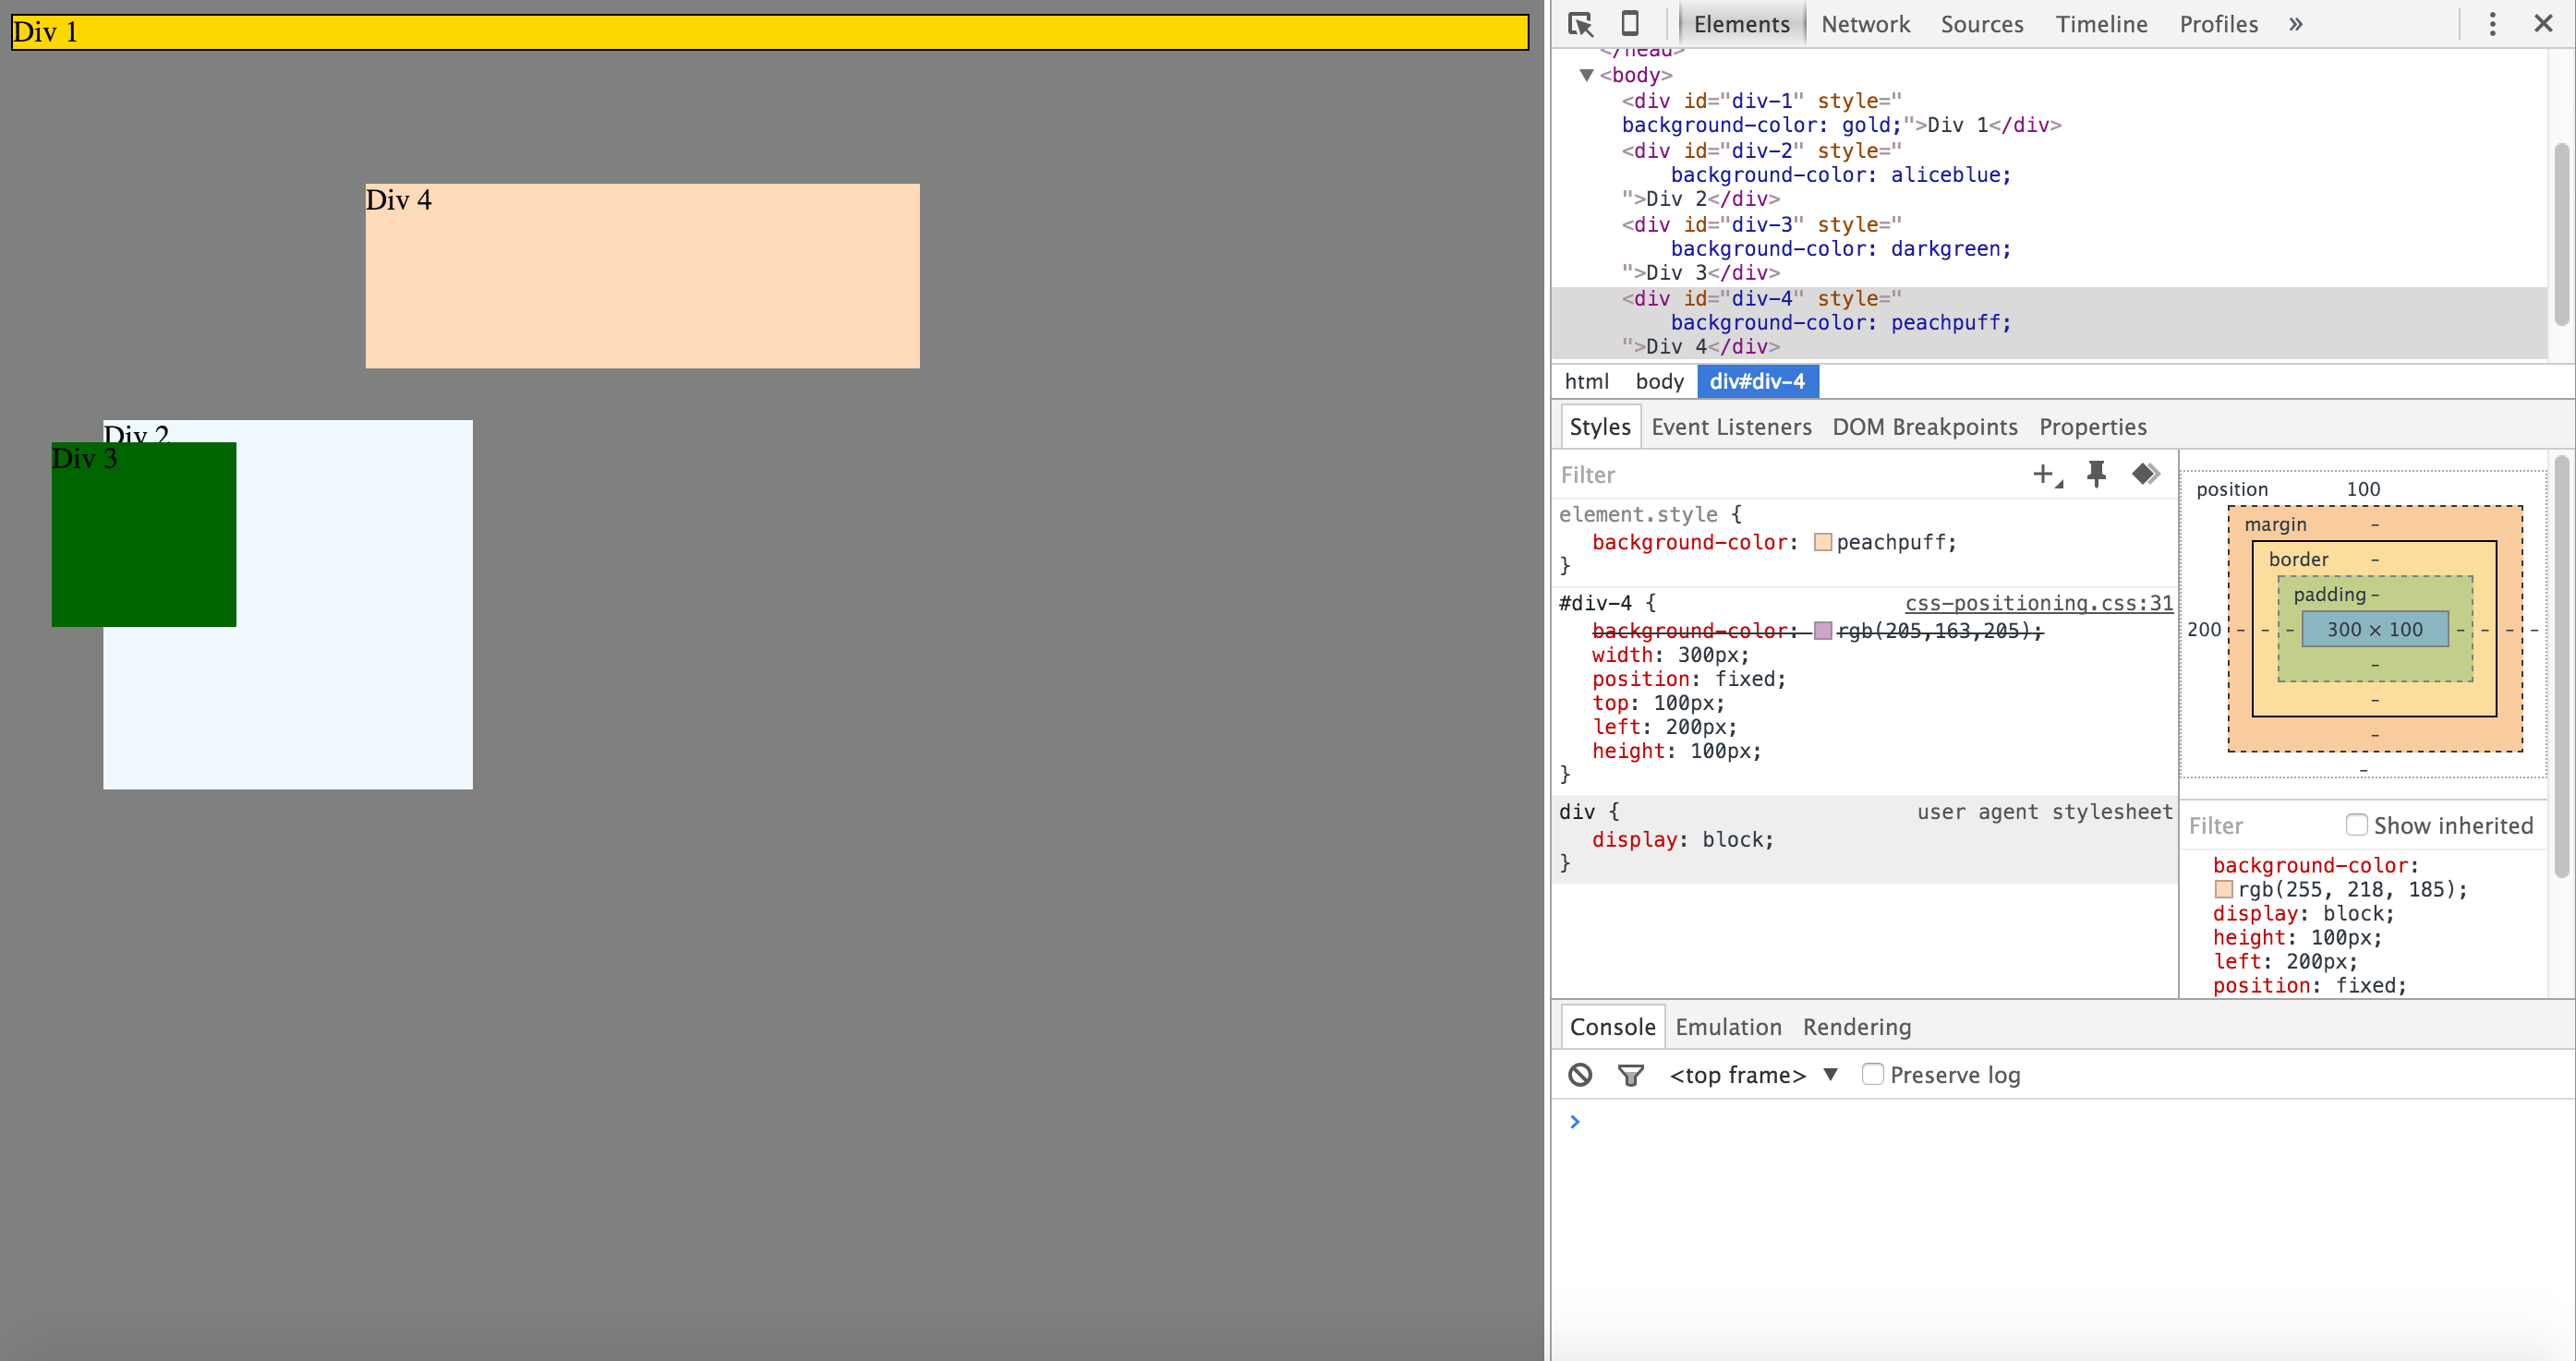 Div 1
Div 4
Div 2
Div 3
Elements Network Sources Timeline Profiles »
</head>
▼<body>
<div id="div-1" style="
background-color: gold;">Div 1</div>
<div id="div-2" style="
background-color: aliceblue;
">Div 2</div>
<div id="div-3" style="
background-color: darkgreen;
">Div 3</div>
<div id="div-4" style="
background-color: peachpuff;
">Div 4</div>
html body div#div-4
Styles Event Listeners DOM Breakpoints Properties
Filter
element.style {
background-color: peachpuff;
}
#div-4 { css-positioning.css:31
background-color: rgb(205,163,205);
width: 300px;
position: fixed;
top: 100px;
left: 200px;
height: 100px;
}
div { user agent stylesheet
display: block;
}
position 100
margin –
border –
padding –
200 – – – 300 × 100 – – – –
–
–
–
–
Filter Show inherited
background-color:
rgb(255, 218, 185);
display: block;
height: 100px;
left: 200px;
position: fixed;
Console Emulation Rendering
<top frame> ▼ Preserve log
>